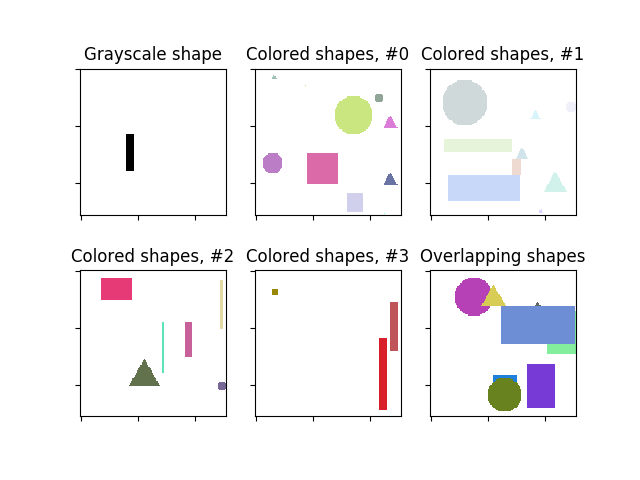 Grayscale shape
Colored shapes, #0
Colored shapes, #1
Colored shapes, #2
Colored shapes, #3
Overlapping shapes